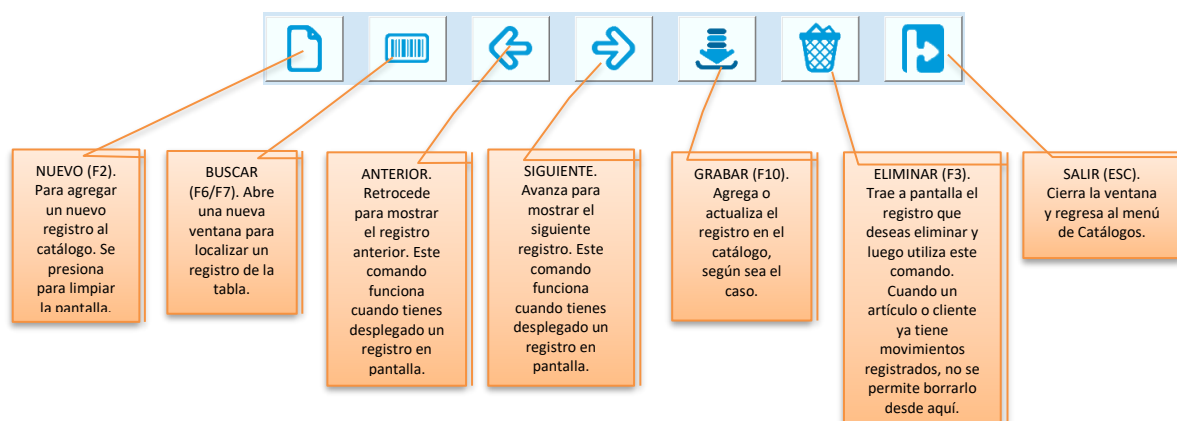 NUEVO (F2).
Para agregar
un nuevo
registro al
catálogo. Se
presiona
para limpiar
la pantalla.
BUSCAR
(F6/F7). Abre
una nueva
ventana para
localizar un
registro de la
tabla.
ANTERIOR.
Retrocede
para mostrar
el registro
anterior. Este
comando
funciona
cuando tienes
desplegado un
registro en
pantalla.
SIGUIENTE.
Avanza para
mostrar el
siguiente
registro. Este
comando
funciona
cuando tienes
desplegado un
registro en
pantalla.
GRABAR (F10).
Agrega o
actualiza el
registro en el
catálogo,
según sea el
caso.
ELIMINAR (F3).
Trae a pantalla el
registro que
deseas eliminar y
luego utiliza este
comando.
Cuando un
artículo o cliente
ya tiene
movimientos
registrados, no se
permite borrarlo
desde aquí.
SALIR (ESC).
Cierra la ventana
y regresa al menú
de Catálogos.